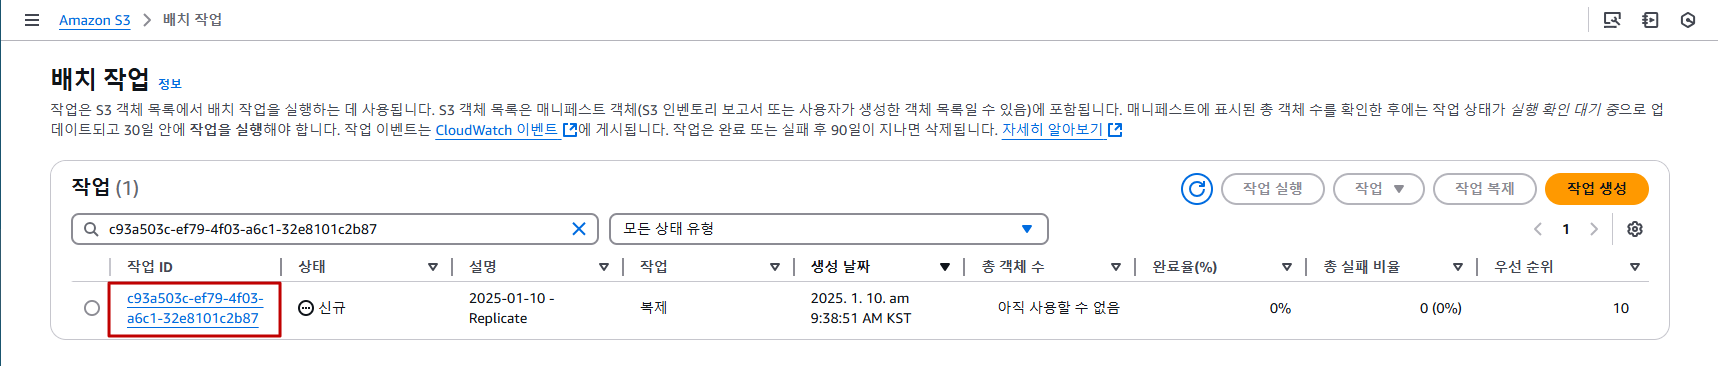 Amazon S3 > 배치 작업
배치 작업 정보
작업은 S3 객체 목록에서 배치 작업을 실행하는 데 사용됩니다. S3 객체 목록은 매니페스트 객체(S3 인벤토리 보고서 또는 사용자가 생성한 객체 목록일 수 있음)에 포함됩니다. 매니페스트에 표시된 총 객체 수를 확인한 후에는 작업 상태가 실행 확인 대기 중으로 업
데이트되고 30일 안에 작업을 실행해야 합니다. 작업 이벤트는 CloudWatch 이벤트에 게시됩니다. 작업은 완료 또는 실패 후 90일이 지나면 삭제됩니다. 자세히 알아보기
작업 (1)
작업 실행
작업
작업 복제
작업 생성
c93a503c-ef79-4f03-a6c1-32e8101c2b87
모든 상태 유형
1
작업 ID
상태
설명
작업
생성 날짜
총 객체 수
완료율(%)
총 실패 비율
우선 순위
c93a503c-ef79-4f03-
a6c1-32e8101c2b87
신규
2025-01-10 -
Replicate
복제
2025. 1. 10. am
9:38:51 AM KST
아직 사용할 수 없음
0%
0 (0%)
10